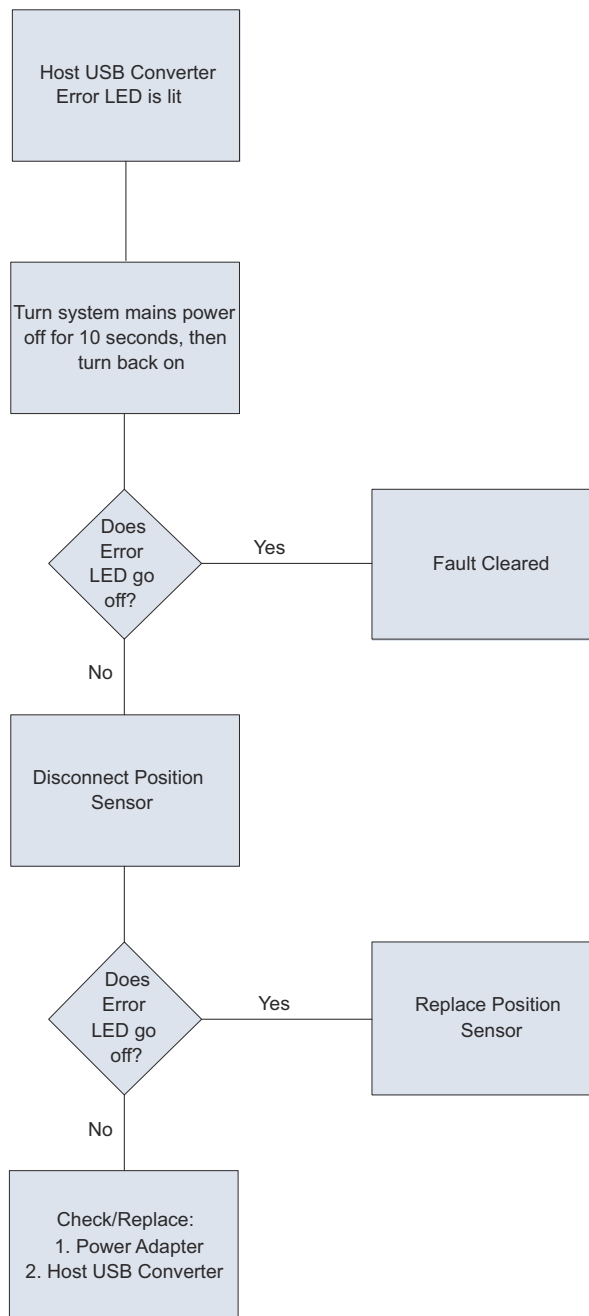 Host USB Converter
Error LED is lit
Turn system mains power
off for 10 seconds, then
turn back on
Does
Error
LED go
off?
Yes
Fault Cleared
No
Disconnect Position
Sensor
Does
Error
LED go
off?
Yes
Replace Position
Sensor
No
Check/Replace:
1. Power Adapter
2. Host USB Converter